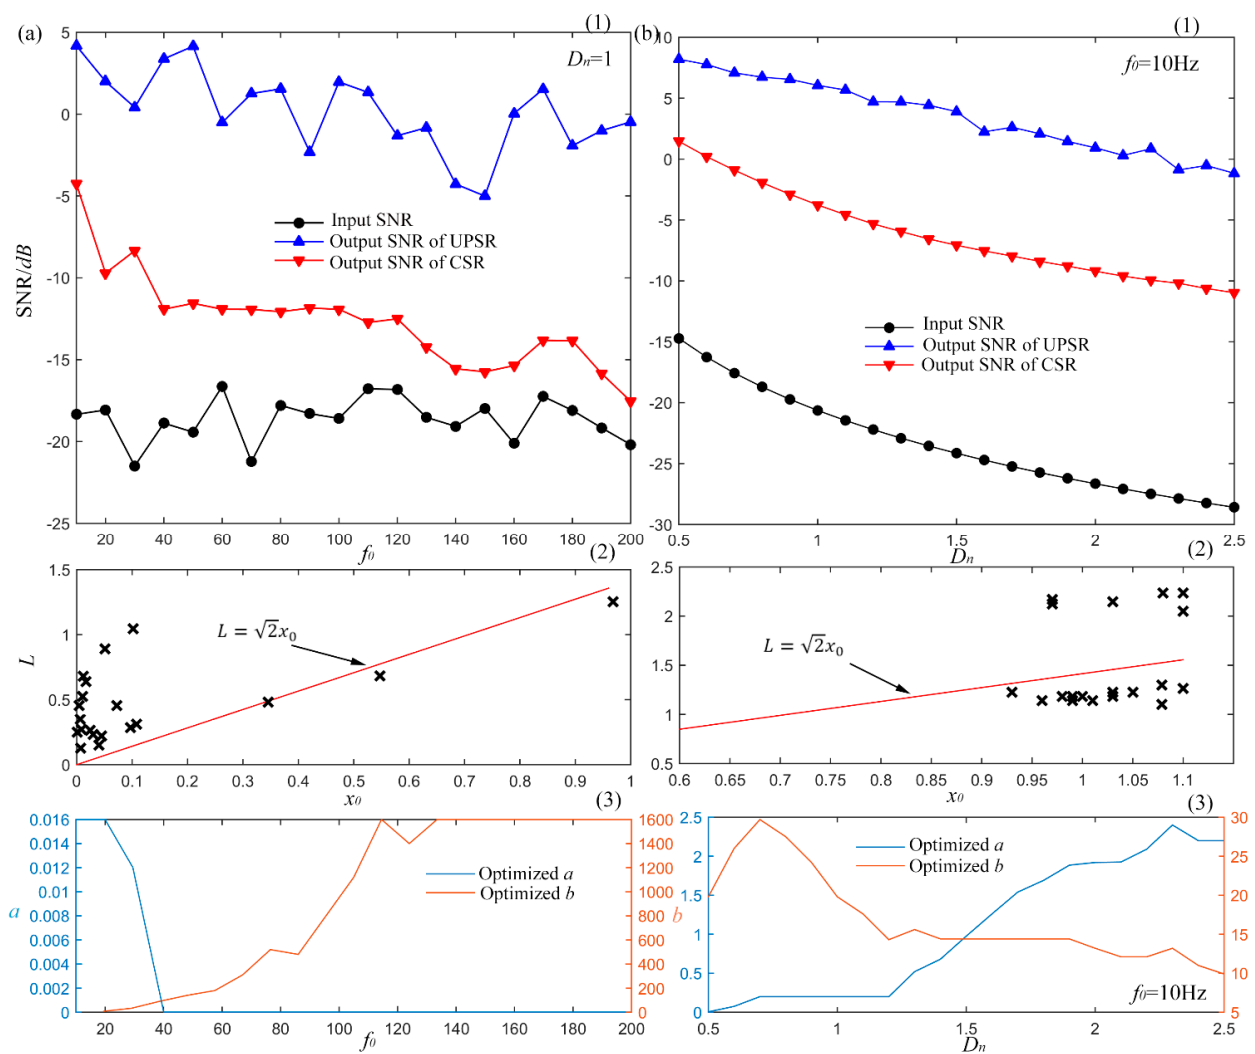 (a)
(1)
5
0
-5
-10
-15
-20
-25
SNR/dB
Dn=1
Input SNR
Output SNR of UPSR
Output SNR of CSR
20 40 60 80 100 120 140 160 180 200
f0
(b)
(1)
10
5
0
-5
-10
-15
-20
-25
-30
f0=10Hz
Input SNR
Output SNR of UPSR
Output SNR of CSR
0.5 1 1.5 2 2.5
Dn
(2)
1.5
1
0.5
0
L
L = √2x0
0 0.1 0.2 0.3 0.4 0.5 0.6 0.7 0.8 0.9 1
x0
(2)
2.5
2
1.5
1
0.5
L = √2x0
0.6 0.65 0.7 0.75 0.8 0.85 0.9 0.95 1 1.05 1.1
x0
(3)
0.016
0.014
0.012
0.01
0.008
0.006
0.004
0.002
0
a
Optimized a
Optimized b
1600
1400
1200
1000
800
600
400
200
0
b
20 40 60 80 100 120 140 160 180 200
f0
(3)
2.5
2
1.5
1
0.5
0
Optimized a
Optimized b
30
25
20
15
10
5
f0=10Hz
0.5 1 1.5 2 2.5
Dn